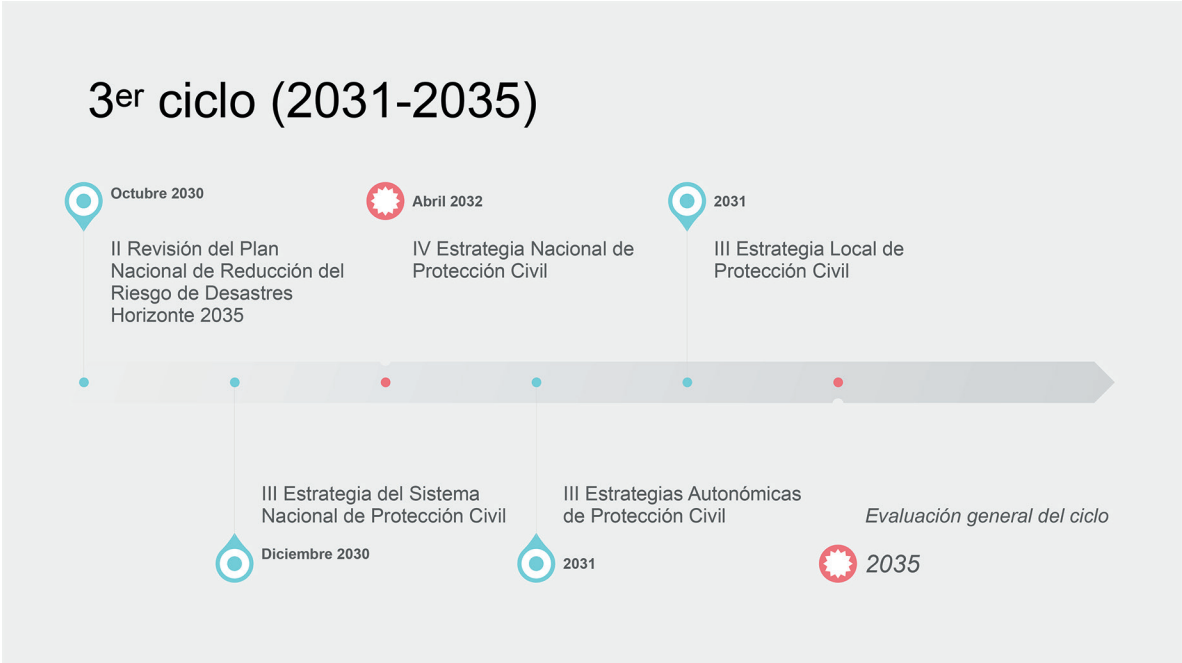 3er ciclo (2031-2035)
Octubre 2030
II Revisión del Plan
Nacional de Reducción del
Riesgo de Desastres
Horizonte 2035
Abril 2032
IV Estrategia Nacional de
Protección Civil
2031
III Estrategia Local de
Protección Civil
III Estrategia del Sistema
Nacional de Protección Civil
Diciembre 2030
III Estrategias Autonómicas
de Protección Civil
2031
Evaluación general del ciclo
2035